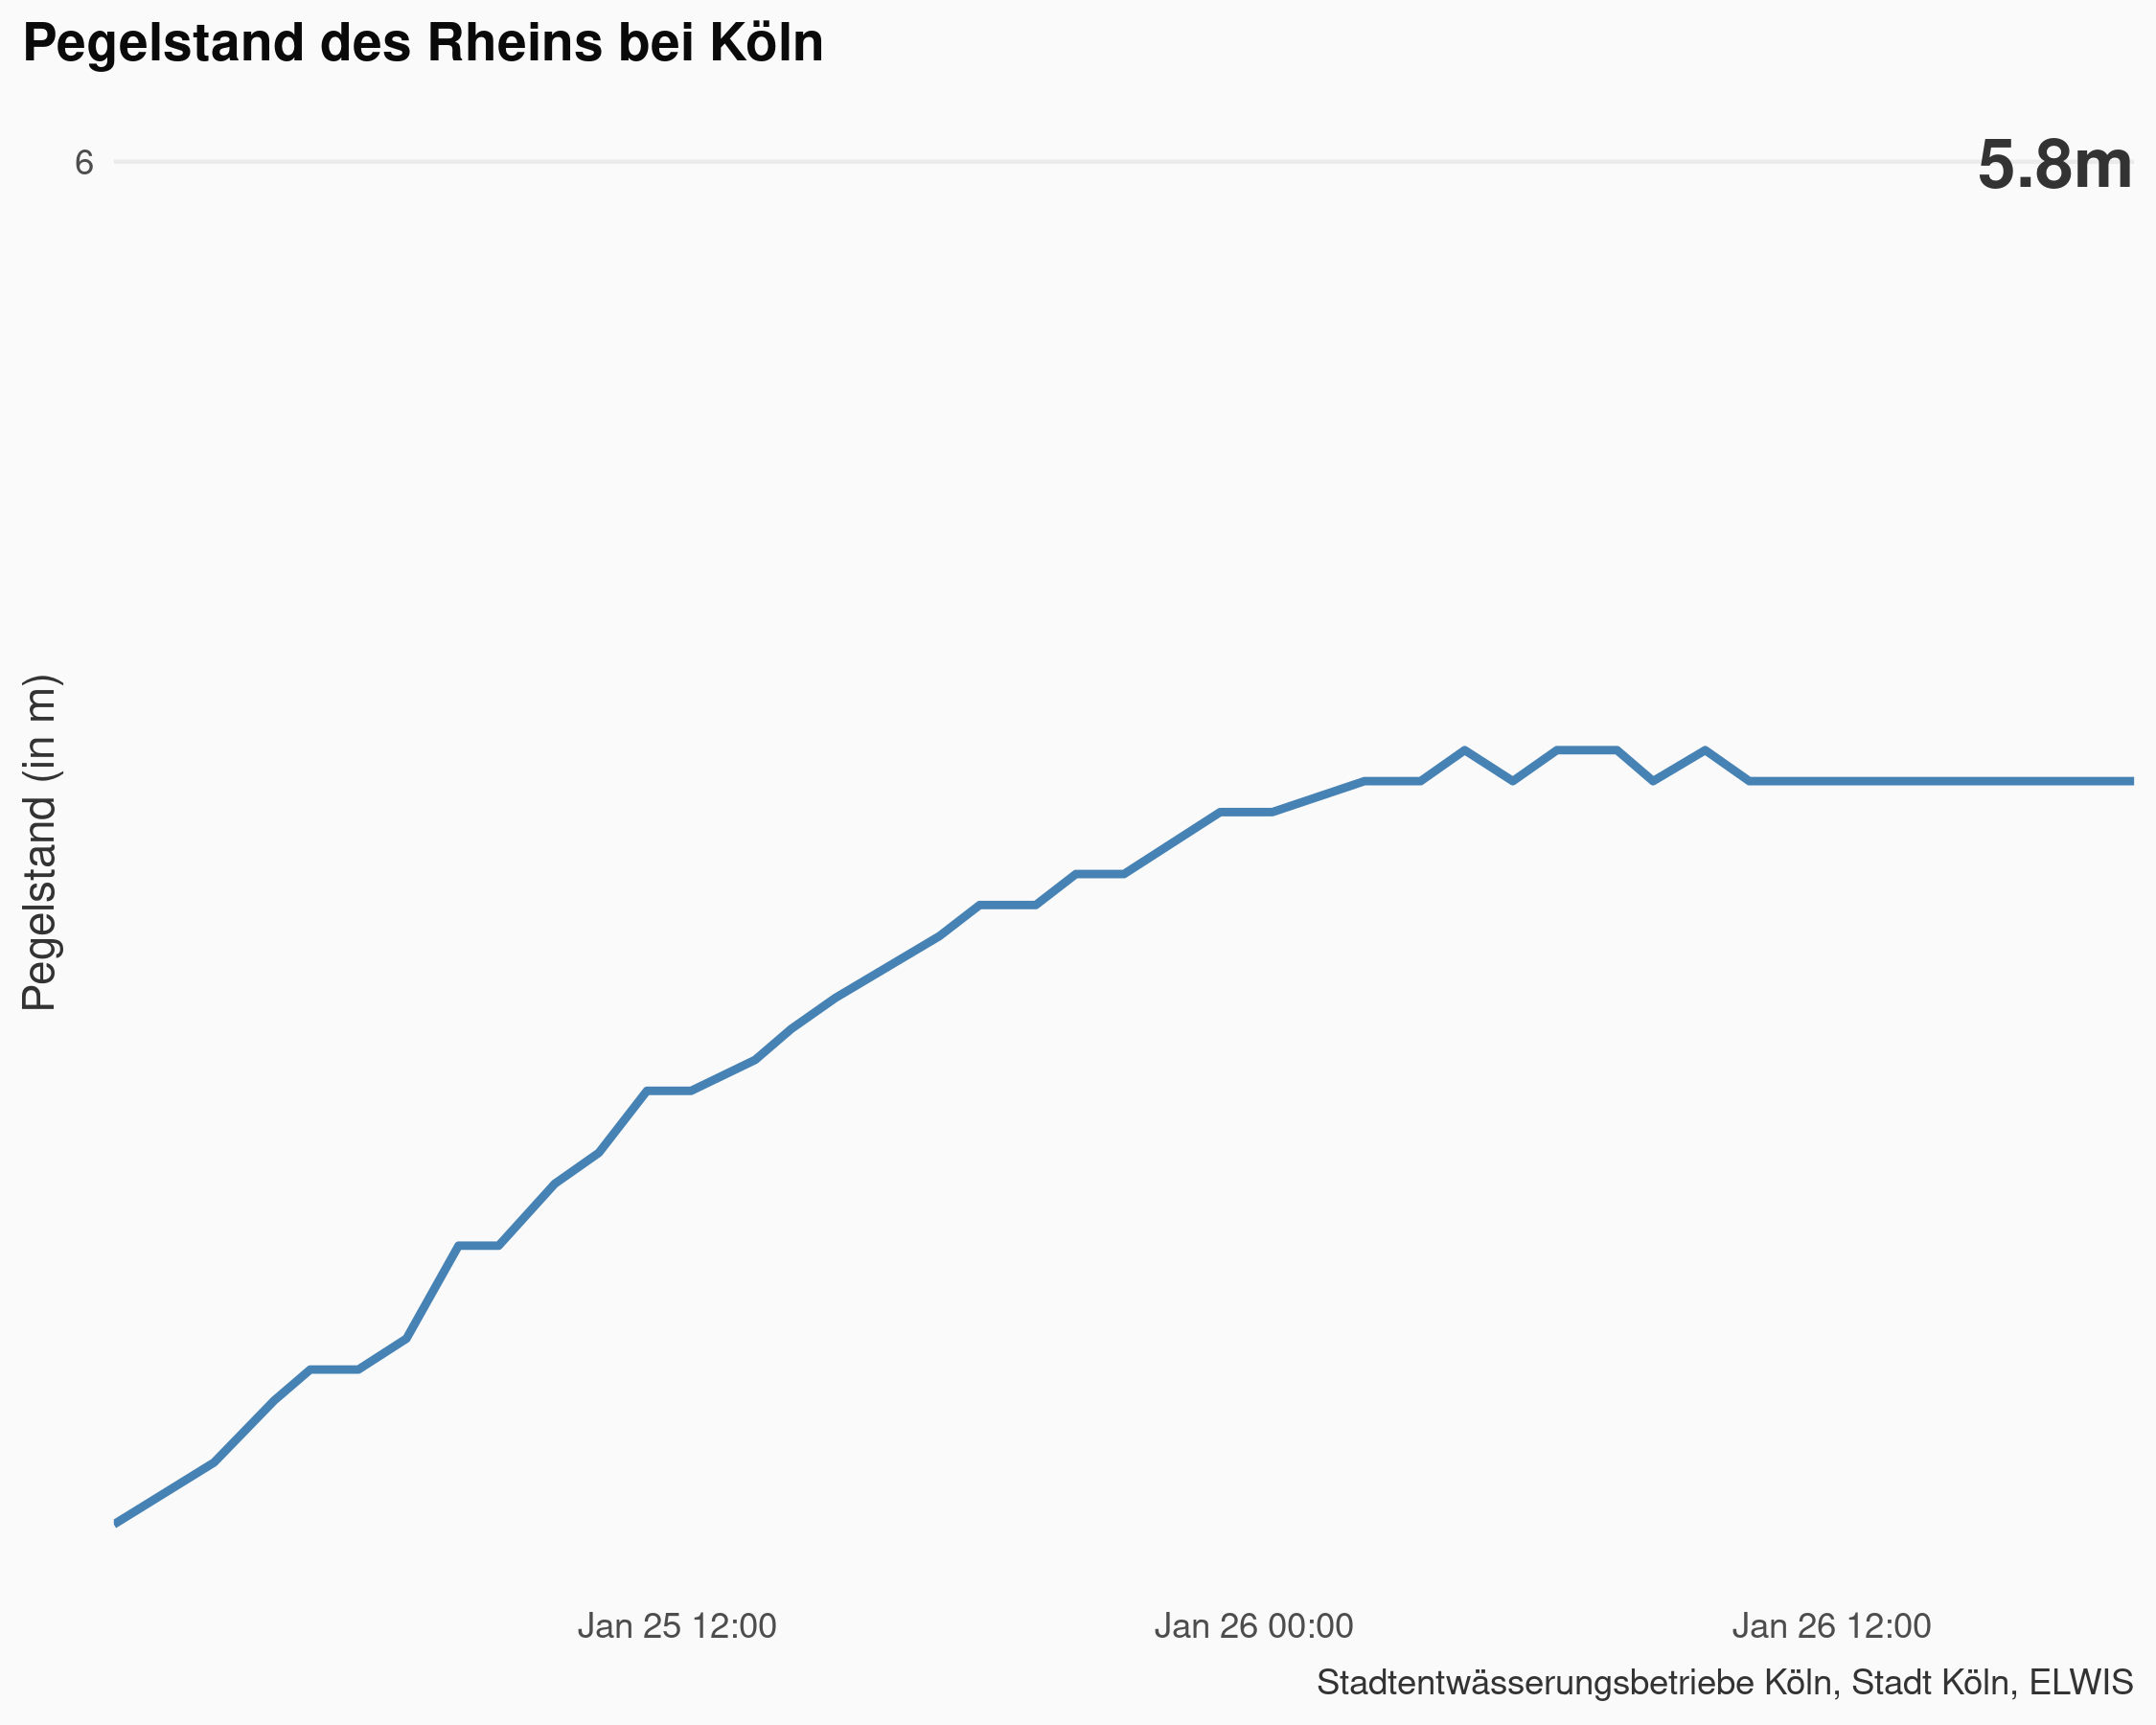 Pegelstand des Rheins bei Köln
6
5.8m
Pegelstand (in m)
Jan 25 12:00
Jan 26 00:00
Jan 26 12:00
Stadtentwässerungsbetriebe Köln, Stadt Köln, ELWIS